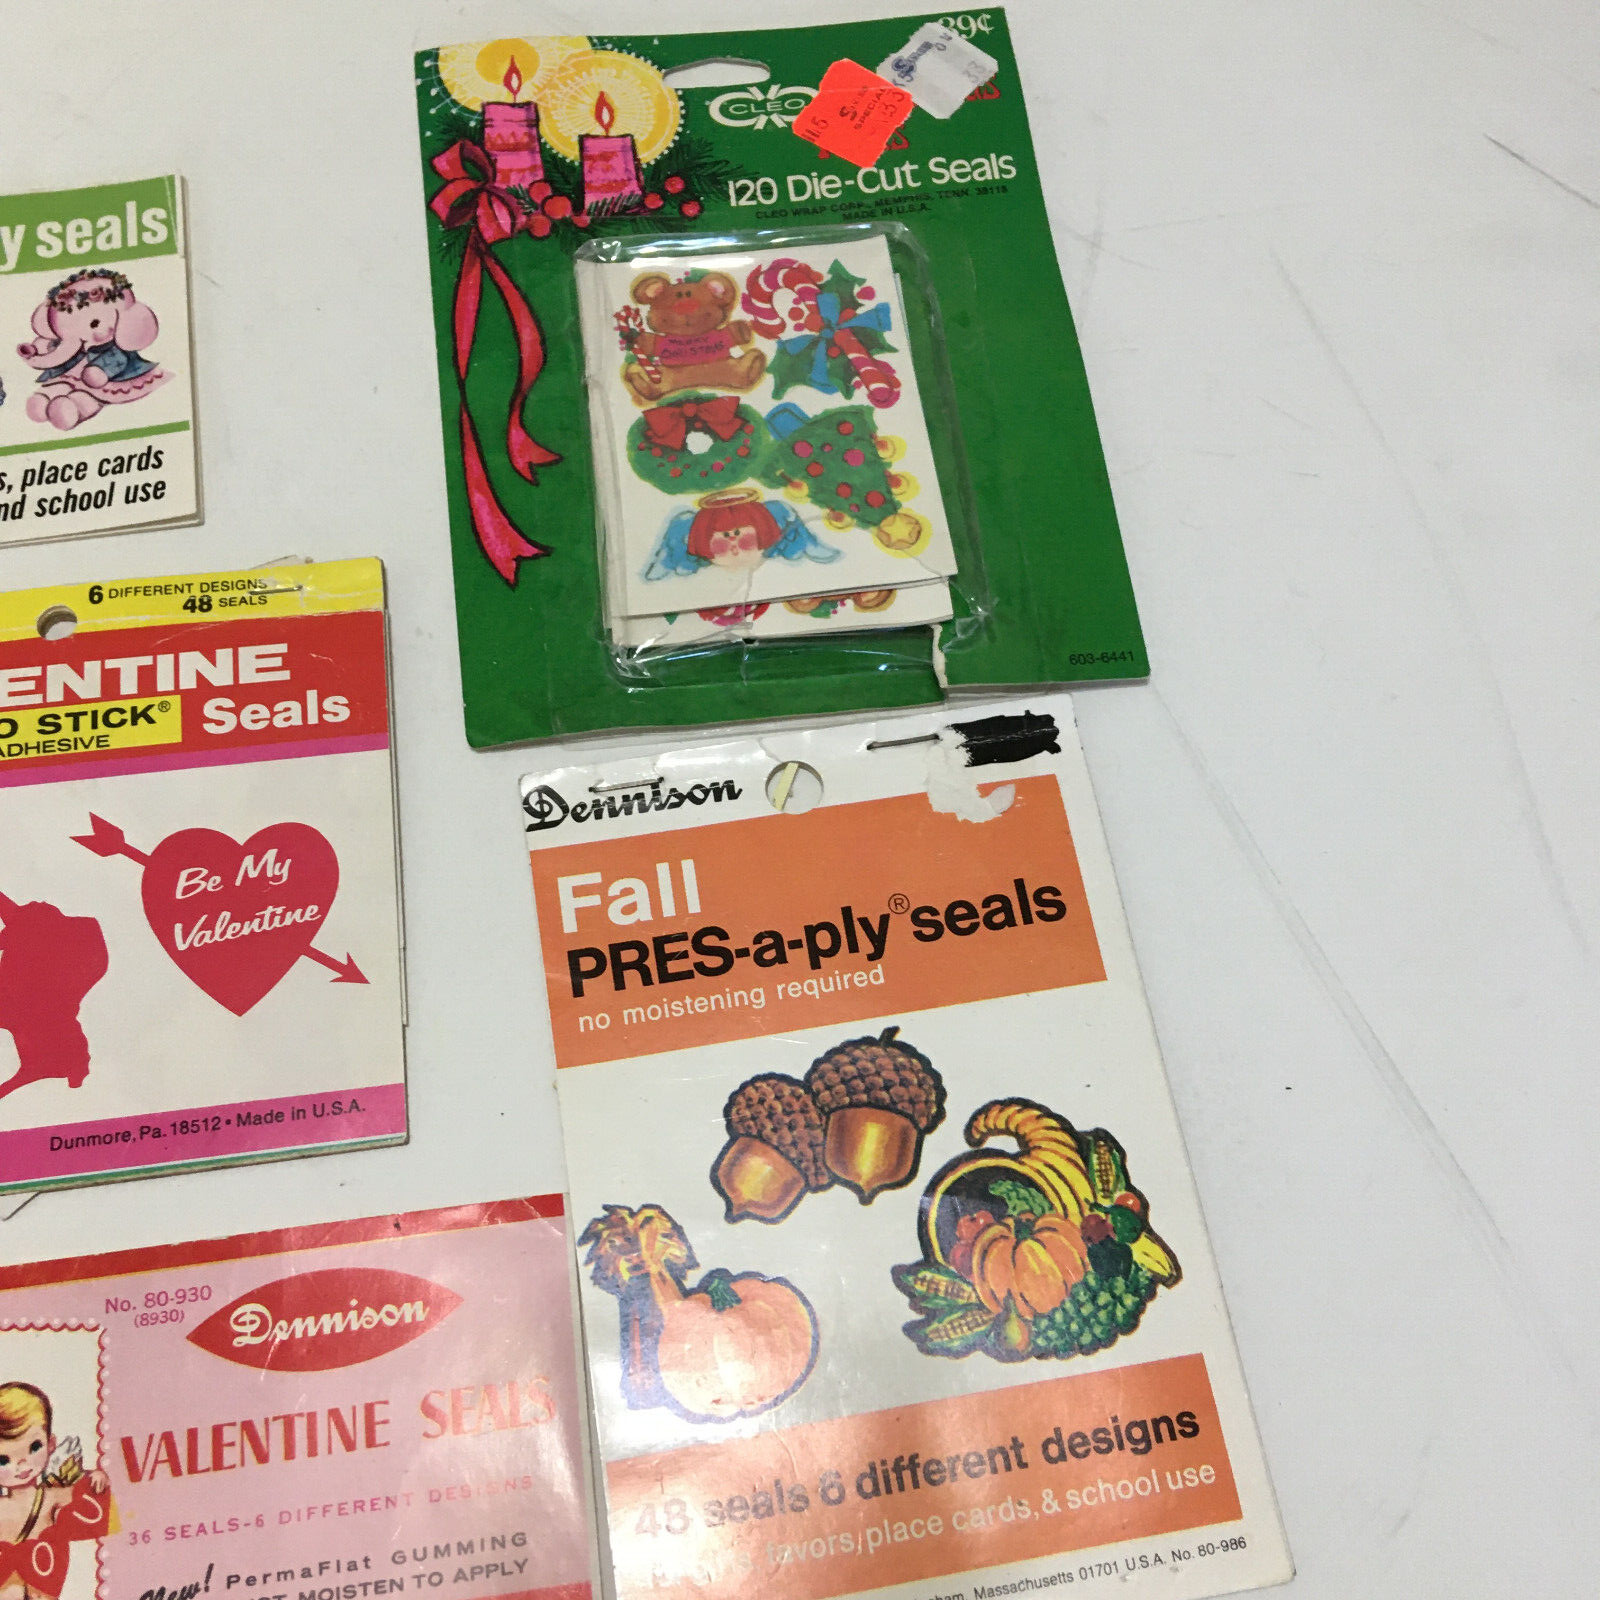 89¢
CLEO
SPECIAL
120 Die-Cut Seals
CLEO WRAP CORP., MEMPHIS, TENN. 38118
MADE IN U.S.A.
MERRY
CHRISTMAS
603-6441
y seals
s, place cards
nd school use
6 DIFFERENT DESIGNS
48 SEALS
ENTINE
O STICK® Seals
ADHESIVE
Be My
Valentine
Dunmore, Pa. 18512 • Made in U.S.A.
No. 80-930
(8930)
Dennison
VALENTINE SEALS
36 SEALS-6 DIFFERENT DESIGNS
New! PermaFlat GUMMING
MOISTEN TO APPLY
Dennison
Fall
PRES-a-ply® seals
no moistening required
48 seals 6 different designs
favors, place cards, & school use
Massachusetts 01701 U.S.A. No. 80-986